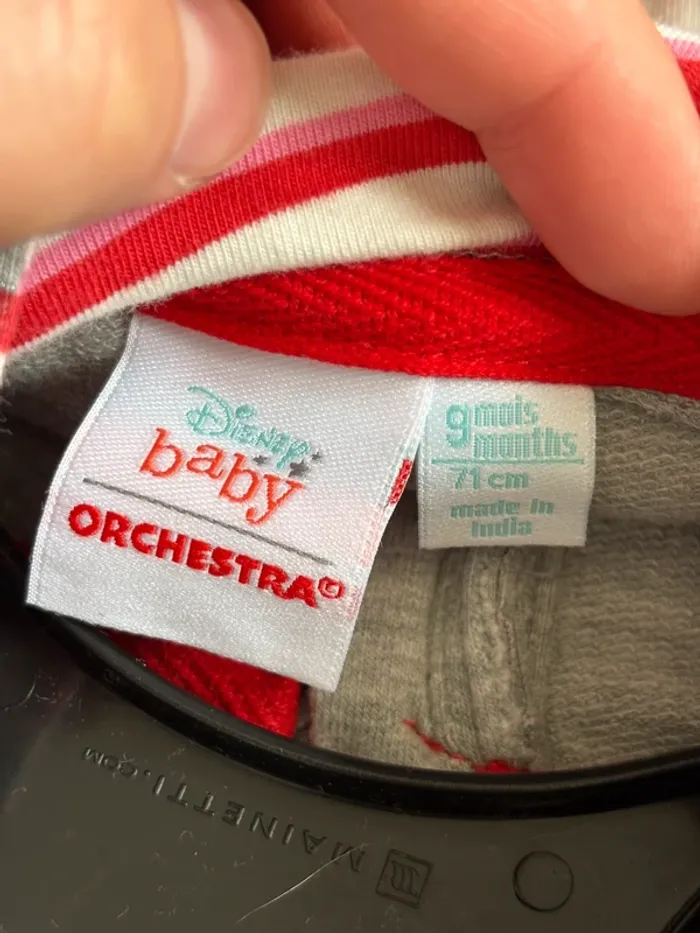 Disney
baby
ORCHESTRA©
9 mois
months
71 cm
made in
India
MAINETTI.COM